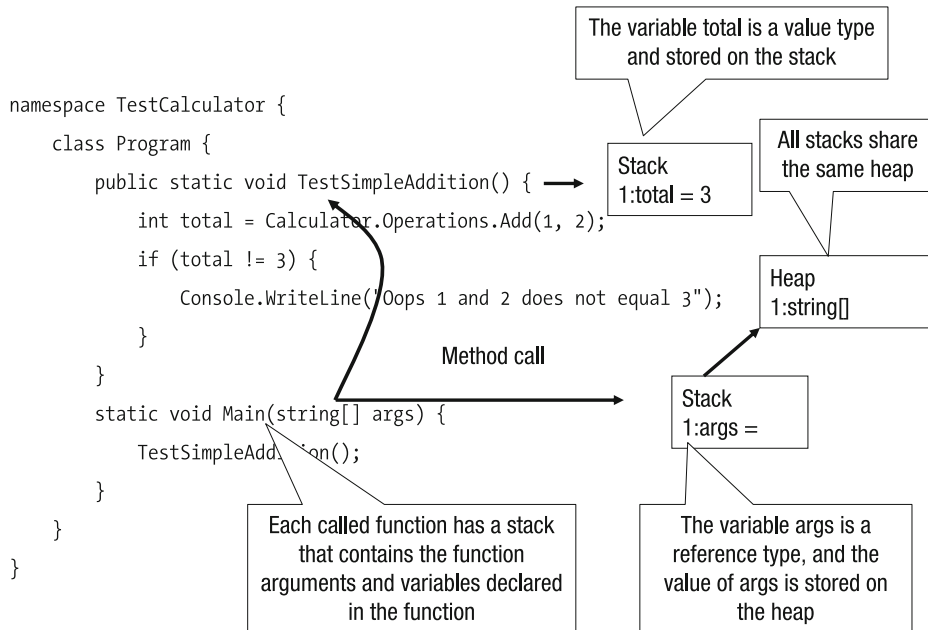 The variable total is a value type
and stored on the stack
namespace TestCalculator {
class Program {
public static void TestSimpleAddition() {
int total = Calculator.Operations.Add(1, 2);
if (total != 3) {
Console.WriteLine("Oops 1 and 2 does not equal 3");
}
}
static void Main(string[] args) {
TestSimpleAdd on();
}
}
}
Stack
1:total = 3
All stacks share
the same heap
Heap
1:string[]
Method call
Stack
1:args =
Each called function has a stack
that contains the function
arguments and variables declared
in the function
The variable args is a
reference type, and the
value of args is stored on
the heap